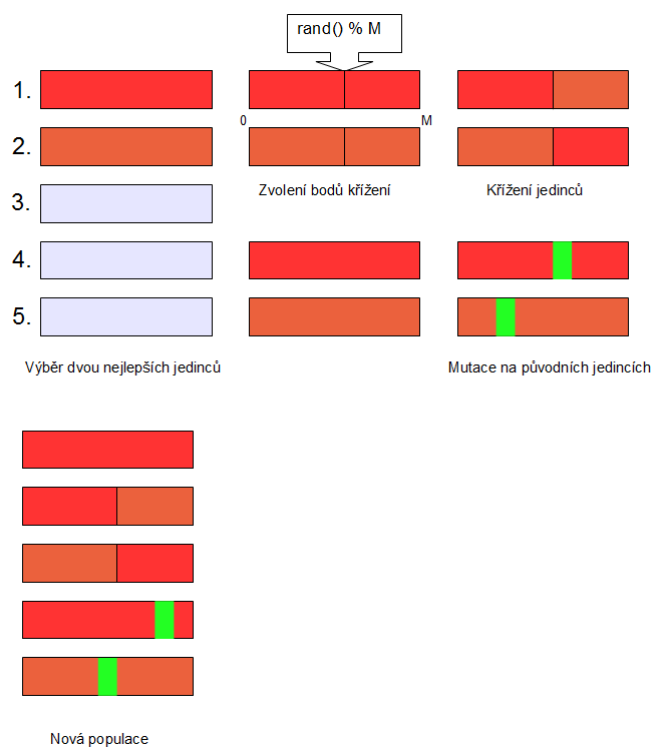 rand() % M
1.
0
M
2.
Zvolení bodů křížení
Křížení jedinců
3.
4.
5.
Výběr dvou nejlepších jedinců
Mutace na původních jedincích
Nová populace